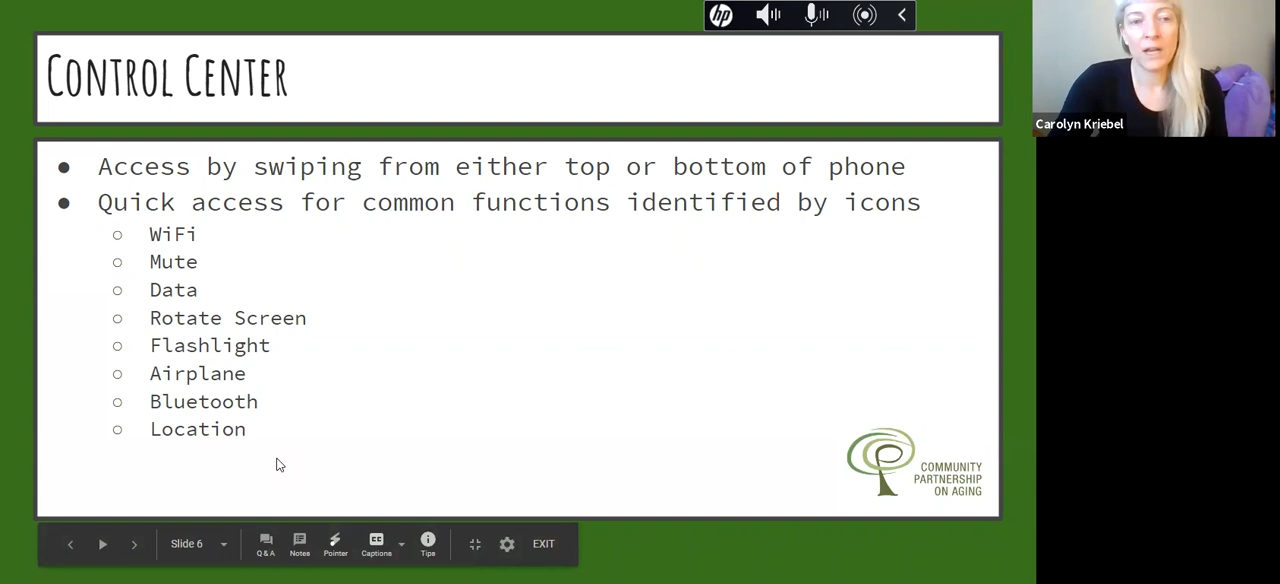 hp
CONTROL CENTER
Carolyn Kriebel
● Access by swiping from either top or bottom of phone
● Quick access for common functions identified by icons
○ WiFi
○ Mute
○ Data
○ Rotate Screen
○ Flashlight
○ Airplane
○ Bluetooth
○ Location
COMMUNITY
PARTNERSHIP
ON AGING
Slide 6
Q & A
Notes
Pointer
CC
Captions
Tips
EXIT